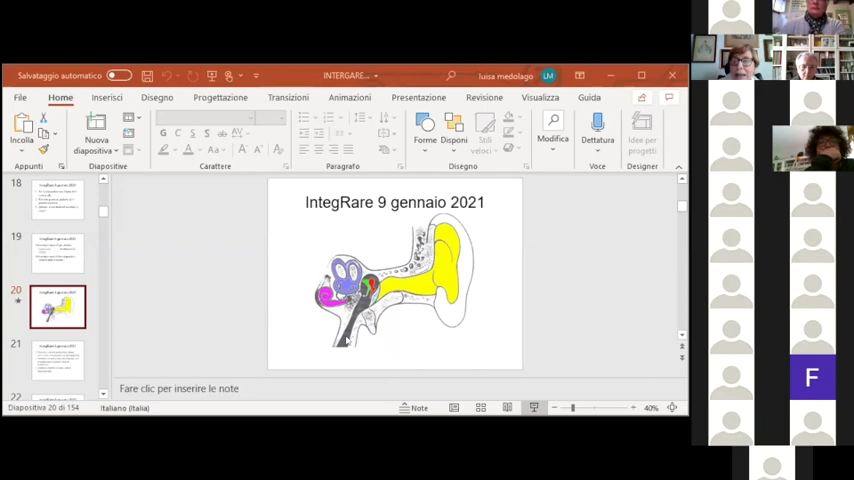 Salvataggio automatico
INTERGARE...
luisa medolago
LM
File
Home
Inserisci
Disegno
Progettazione
Transizioni
Animazioni
Presentazione
Revisione
Visualizza
Guida
Incolla
Nuova diapositiva
G C S S
Aa
A
A
Forme
Disponi
Stili veloci
Modifica
Dettatura
Idee per progetti
Appunti
Diapositive
Carattere
Paragrafo
Disegno
Voce
Designer
18
19
20
21
22
IntegRare 9 gennaio 2021
F
Fare clic per inserire le note
Diapositiva 20 di 154
Italiano (Italia)
Note
40%